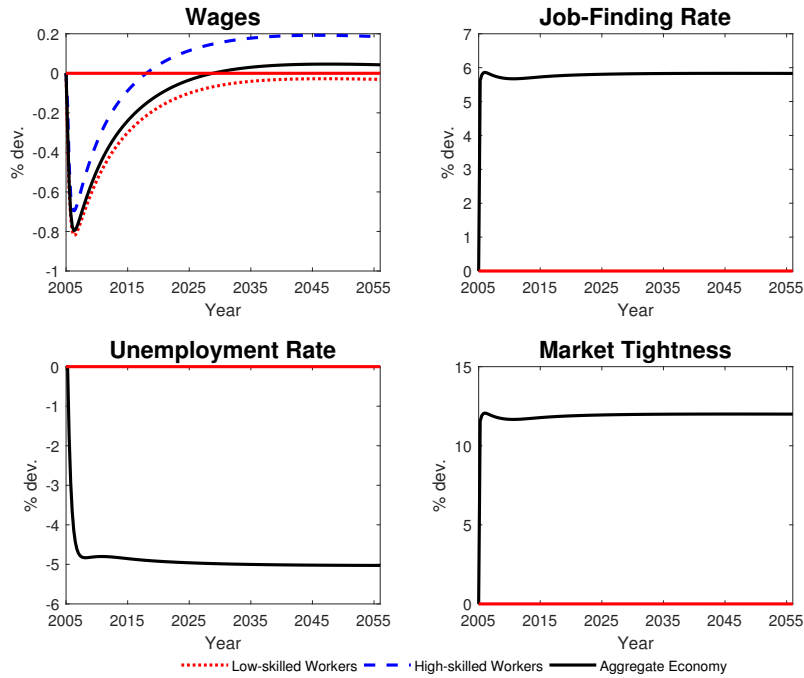 Wages
0.2
0
-0.2
-0.4
-0.6
-0.8
-1
% dev.
2005 2015 2025 2035 2045 2055
Year
Job-Finding Rate
7
6
5
4
3
2
1
0
% dev.
2005 2015 2025 2035 2045 2055
Year
Unemployment Rate
0
-1
-2
-3
-4
-5
-6
% dev.
2005 2015 2025 2035 2045 2055
Year
Market Tightness
15
10
5
0
% dev.
2005 2015 2025 2035 2045 2055
Year
Low-skilled Workers High-skilled Workers Aggregate Economy